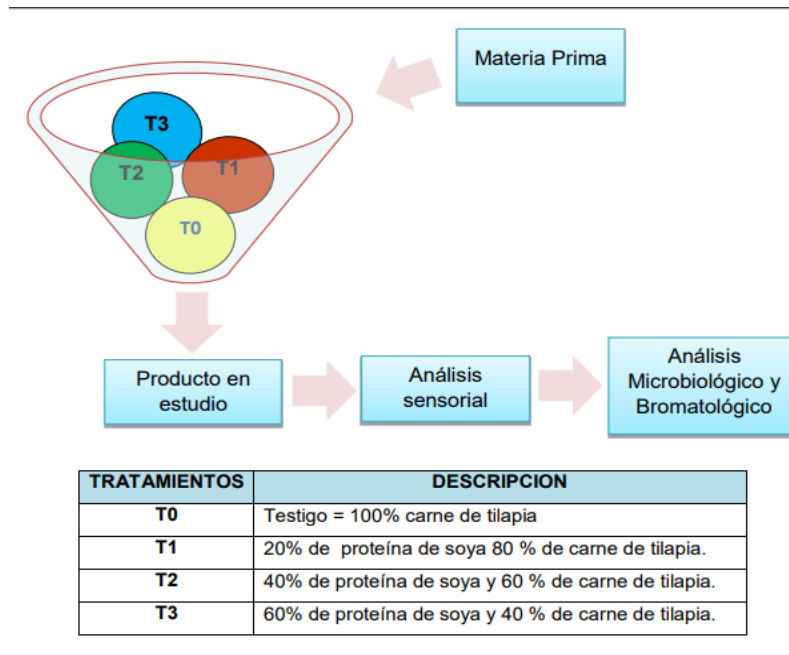 Materia Prima
T3
T2
T1
T0
Producto en
estudio
Análisis
sensorial
Análisis
Microbiológico y
Bromatológico
TRATAMIENTOS DESCRIPCION
T0 Testigo = 100% carne de tilapia
T1 20% de proteína de soya 80 % de carne de tilapia.
T2 40% de proteína de soya y 60 % de carne de tilapia.
T3 60% de proteína de soya y 40 % de carne de tilapia.